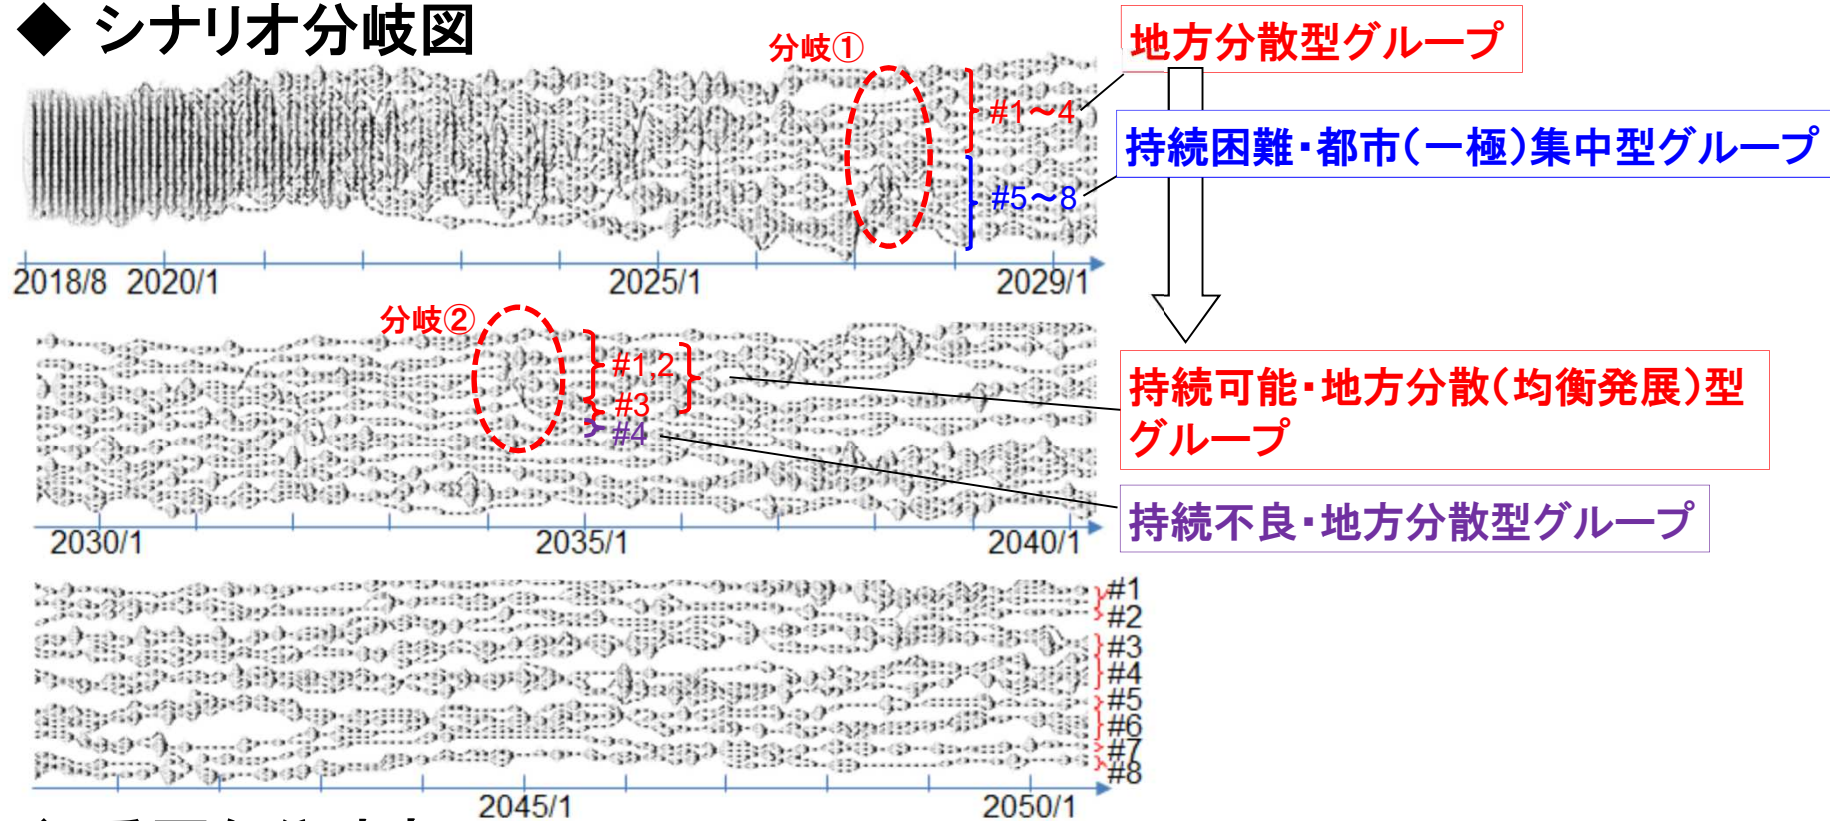 ◆ シナリオ分岐図
分岐①
地方分散型グループ
#1～4
持続困難・都市（一極）集中型グループ
#5～8
2018/8 2020/1 2025/1 2029/1
分岐②
#1,2
#3
#4
持続可能・地方分散（均衡発展）型
グループ
持続不良・地方分散型グループ
2030/1 2035/1 2040/1
#1
#2
#3
#4
#5
#6
#7
#8
2045/1 2050/1